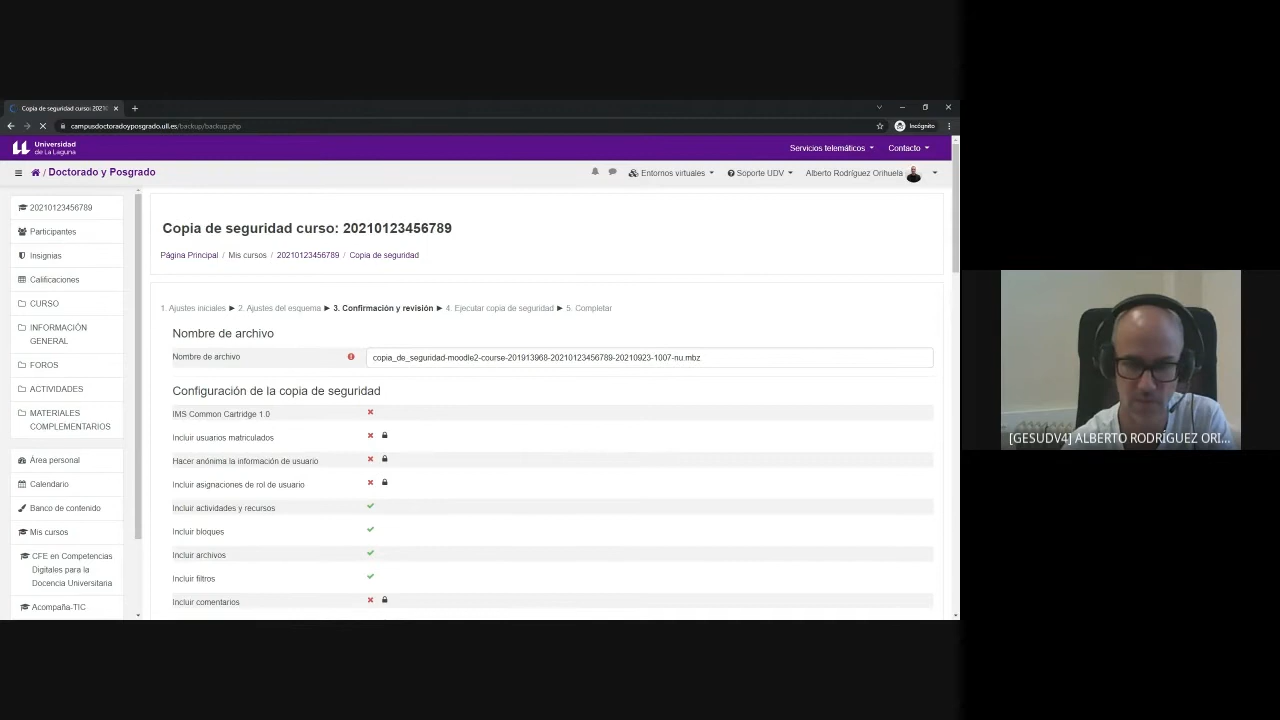 Copia de seguridad curso: 2021(
campusdoctoradoyposgrado.ull.es/backup/backup.php
Incógnito
Universidad
de La Laguna
Servicios telemáticos
Contacto
/ Doctorado y Posgrado
Entornos virtuales
Soporte UDV
Alberto Rodríguez Orihuela
20210123456789
Participantes
Insignias
Calificaciones
CURSO
INFORMACIÓN
GENERAL
FOROS
ACTIVIDADES
MATERIALES
COMPLEMENTARIOS
Área personal
Calendario
Banco de contenido
Mis cursos
CFE en Competencias
Digitales para la
Docencia Universitaria
Acompaña-TIC
Copia de seguridad curso: 20210123456789
Página Principal / Mis cursos / 20210123456789 / Copia de seguridad
1. Ajustes iniciales ► 2. Ajustes del esquema ► 3. Confirmación y revisión ► 4. Ejecutar copia de seguridad ► 5. Completar
Nombre de archivo
Nombre de archivo
copia_de_seguridad-moodle2-course-201913968-20210123456789-20210923-1007-nu.mbz
Configuración de la copia de seguridad
IMS Common Cartridge 1.0
Incluir usuarios matriculados
Hacer anónima la información de usuario
Incluir asignaciones de rol de usuario
Incluir actividades y recursos
Incluir bloques
Incluir archivos
Incluir filtros
Incluir comentarios
[GESUDV4] ALBERTO RODRÍGUEZ ORI...